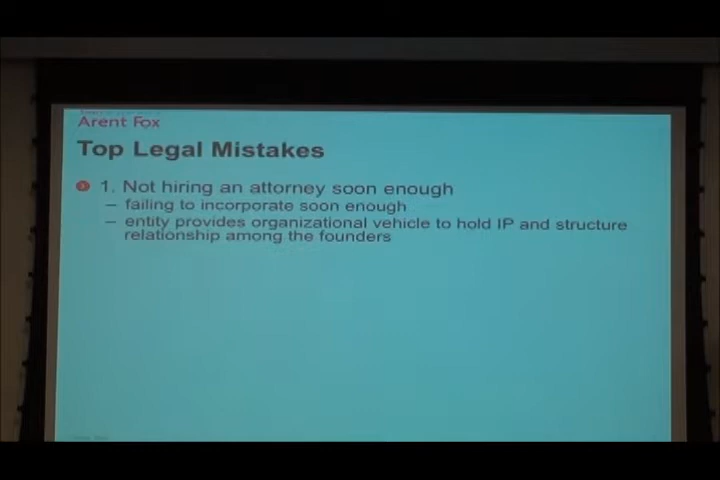 Arent Fox
Top Legal Mistakes
1. Not hiring an attorney soon enough
– failing to incorporate soon enough
– entity provides organizational vehicle to hold IP and structure
relationship among the founders